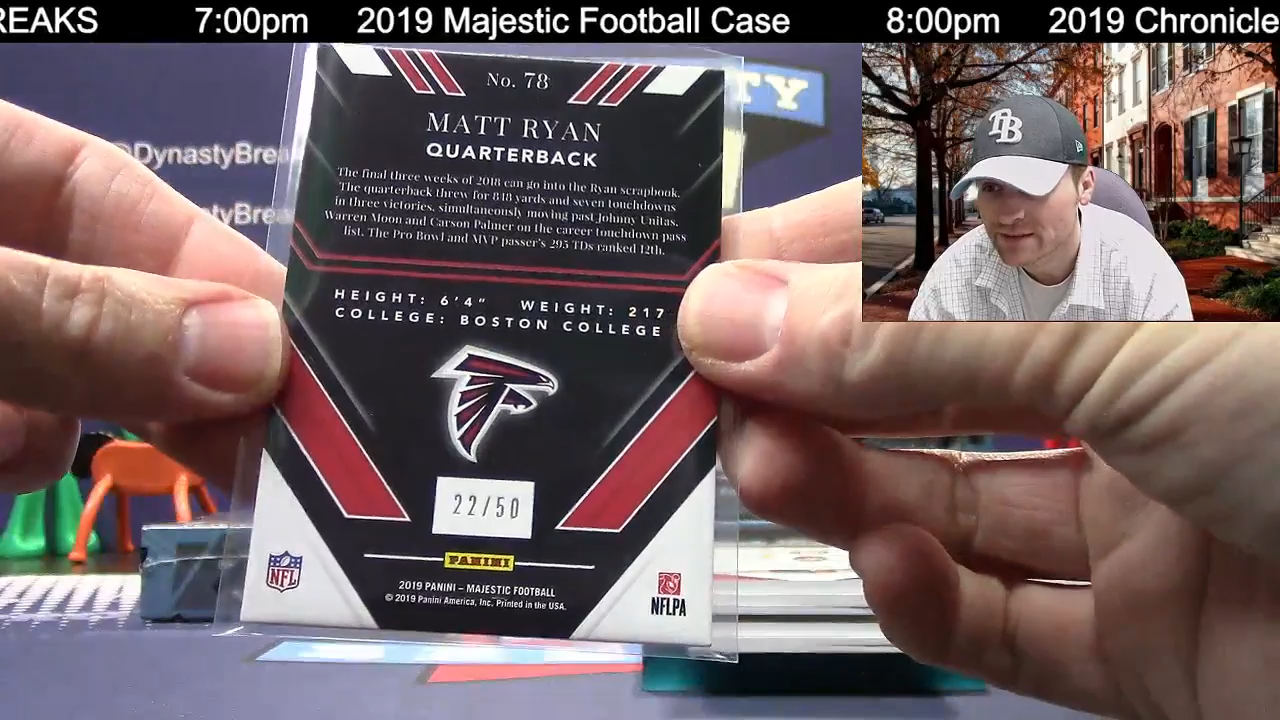 REAKS 7:00pm 2019 Majestic Football Case 8:00pm 2019 Chronicle
No. 78
TY
MATT RYAN
QUARTERBACK
@DynastyBrea
ynastyBrea
The final three weeks of 2018 can go into the Ryan scrapbook.
The quarterback threw for 848 yards and seven touchdowns
in three victories, simultaneously moving past Johnny Unitas,
Warren Moon and Carson Palmer on the career touchdown pass
list. The Pro Bowl and MVP passer's 295 TDs ranked 12th.
HEIGHT: 6'4" WEIGHT: 217
COLLEGE: BOSTON COLLEGE
22/50
PANINI
NFL
2019 PANINI – MAJESTIC FOOTBALL
© 2019 Panini America, Inc. Printed in the USA.
NFLPA
TB